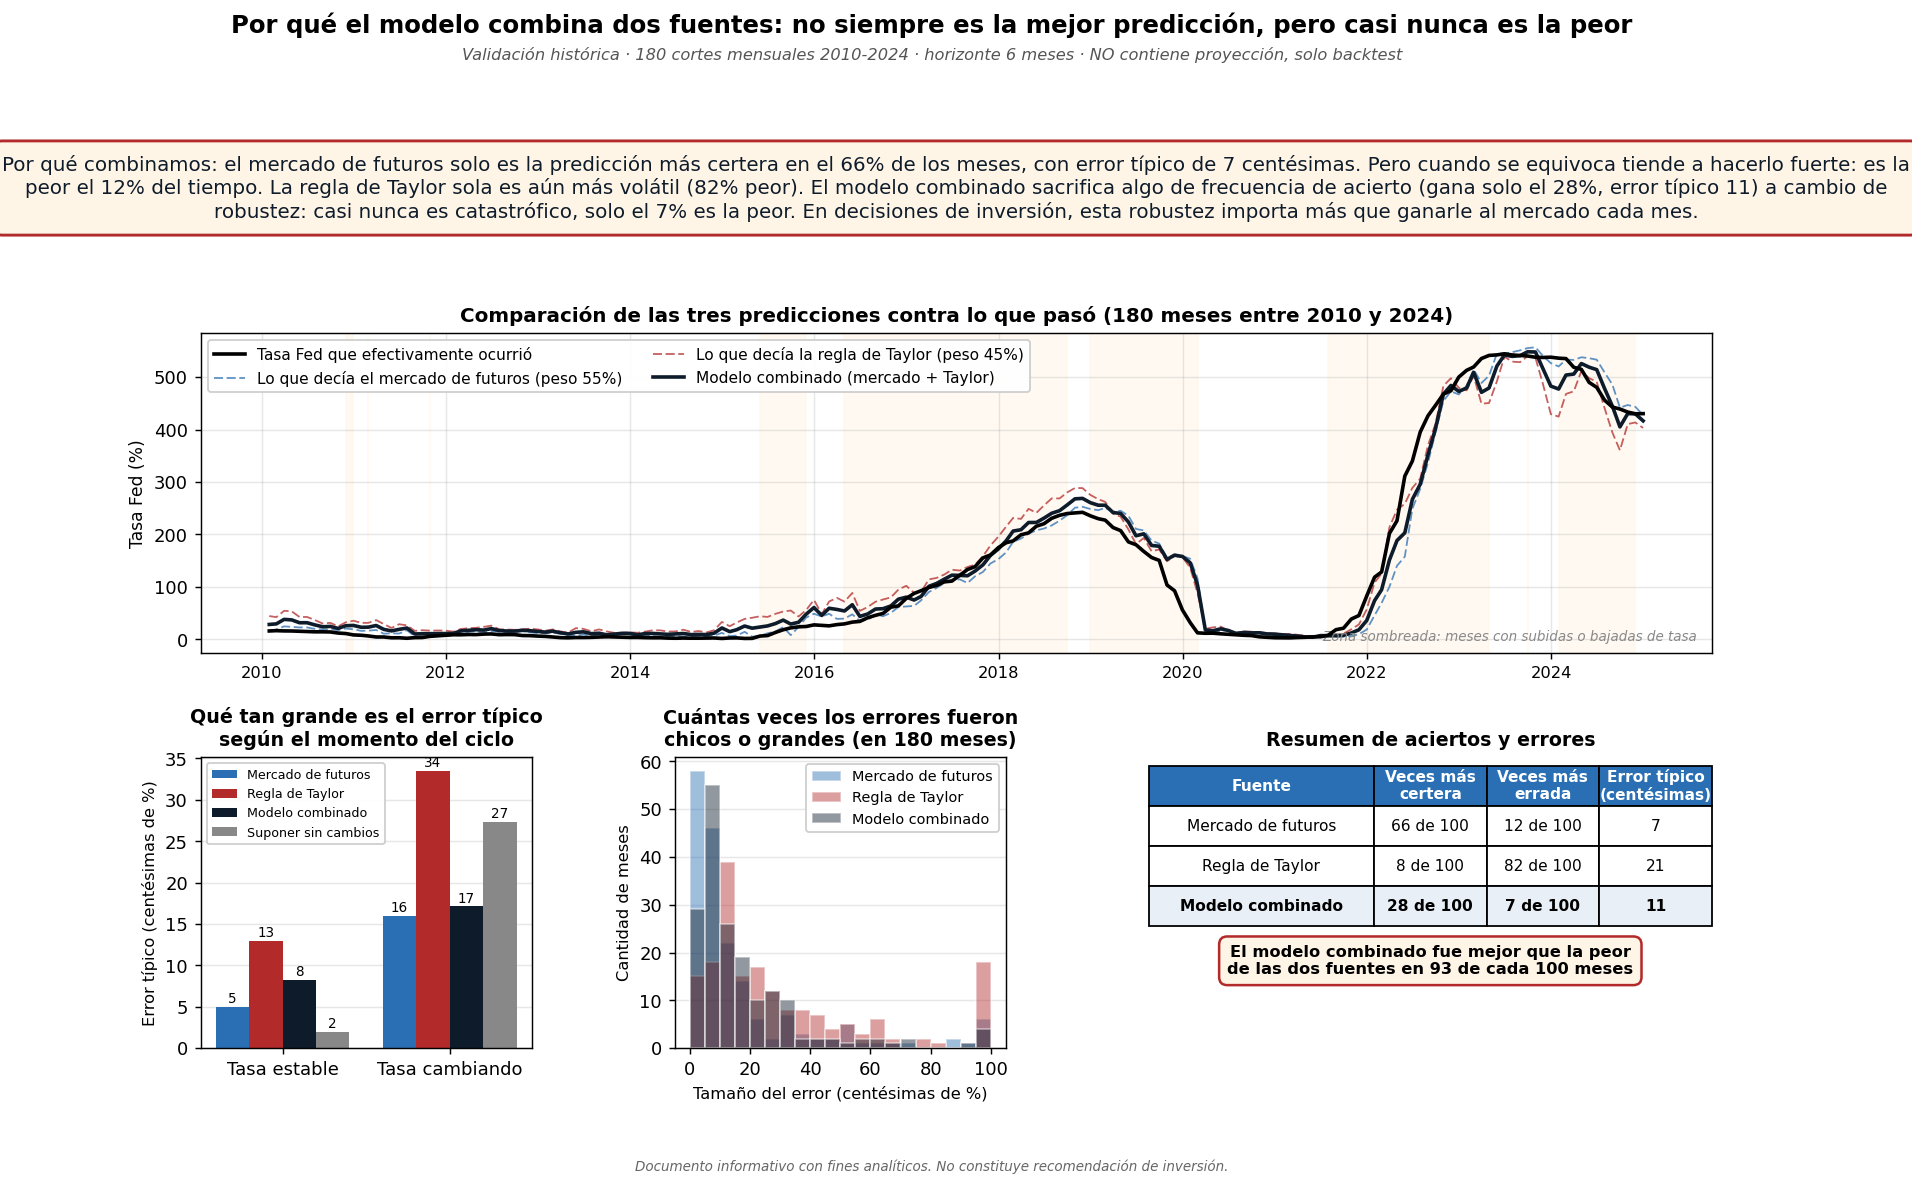 Por qué el modelo combina dos fuentes: no siempre es la mejor predicción, pero casi nunca es la peor
Validación histórica · 180 cortes mensuales 2010-2024 · horizonte 6 meses · NO contiene proyección, solo backtest
Por qué combinamos: el mercado de futuros solo es la predicción más certera en el 66% de los meses, con error típico de 7 centésimas. Pero cuando se equivoca tiende a hacerlo fuerte: es la
peor el 12% del tiempo. La regla de Taylor sola es aún más volátil (82% peor). El modelo combinado sacrifica algo de frecuencia de acierto (gana solo el 28%, error típico 11) a cambio de
robustez: casi nunca es catastrófico, solo el 7% es la peor. En decisiones de inversión, esta robustez importa más que ganarle al mercado cada mes.
Comparación de las tres predicciones contra lo que pasó (180 meses entre 2010 y 2024)
Tasa Fed que efectivamente ocurrió
Lo que decía el mercado de futuros (peso 55%)
Lo que decía la regla de Taylor (peso 45%)
Modelo combinado (mercado + Taylor)
Tasa Fed (%)
500
400
300
200
100
0
Zona sombreada: meses con subidas o bajadas de tasa
2010 2012 2014 2016 2018 2020 2022 2024
Qué tan grande es el error típico
según el momento del ciclo
Error típico (centésimas de %)
35
30
25
20
15
10
5
0
Mercado de futuros
Regla de Taylor
Modelo combinado
Suponer sin cambios
5 13 8 2
16 34 17 27
Tasa estable Tasa cambiando
Cuántas veces los errores fueron
chicos o grandes (en 180 meses)
Cantidad de meses
60
50
40
30
20
10
0
Mercado de futuros
Regla de Taylor
Modelo combinado
0 20 40 60 80 100
Tamaño del error (centésimas de %)
Resumen de aciertos y errores
Fuente Veces más certera Veces más errada Error típico (centésimas)
Mercado de futuros 66 de 100 12 de 100 7
Regla de Taylor 8 de 100 82 de 100 21
Modelo combinado 28 de 100 7 de 100 11
El modelo combinado fue mejor que la peor
de las dos fuentes en 93 de cada 100 meses
Documento informativo con fines analíticos. No constituye recomendación de inversión.